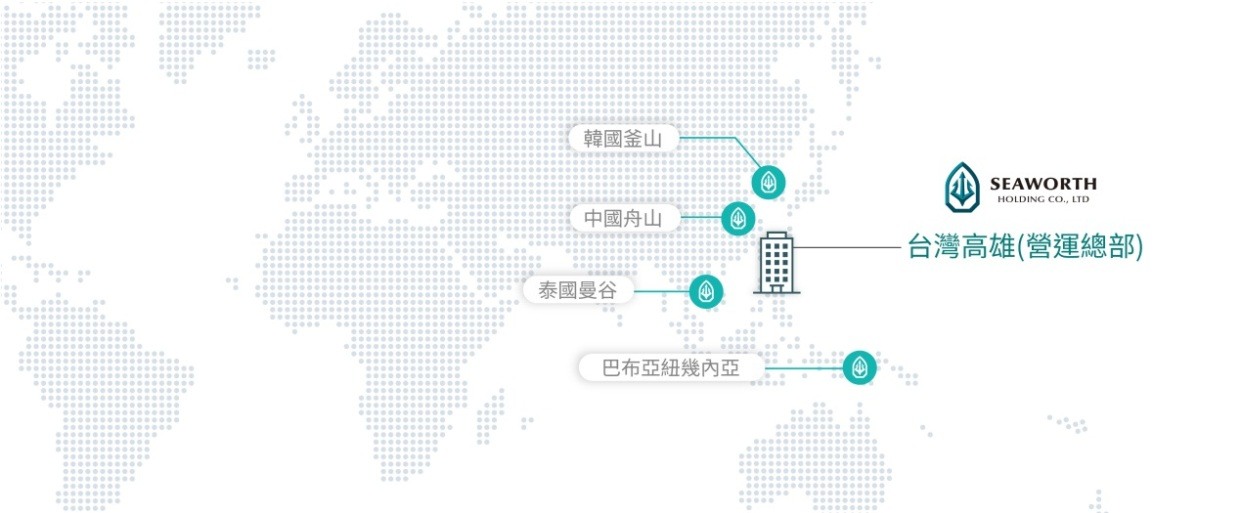 韓國釜山
SEAWORTH
HOLDING CO., LTD
中國舟山
台灣高雄(營運總部)
泰國曼谷
巴布亞紐幾內亞